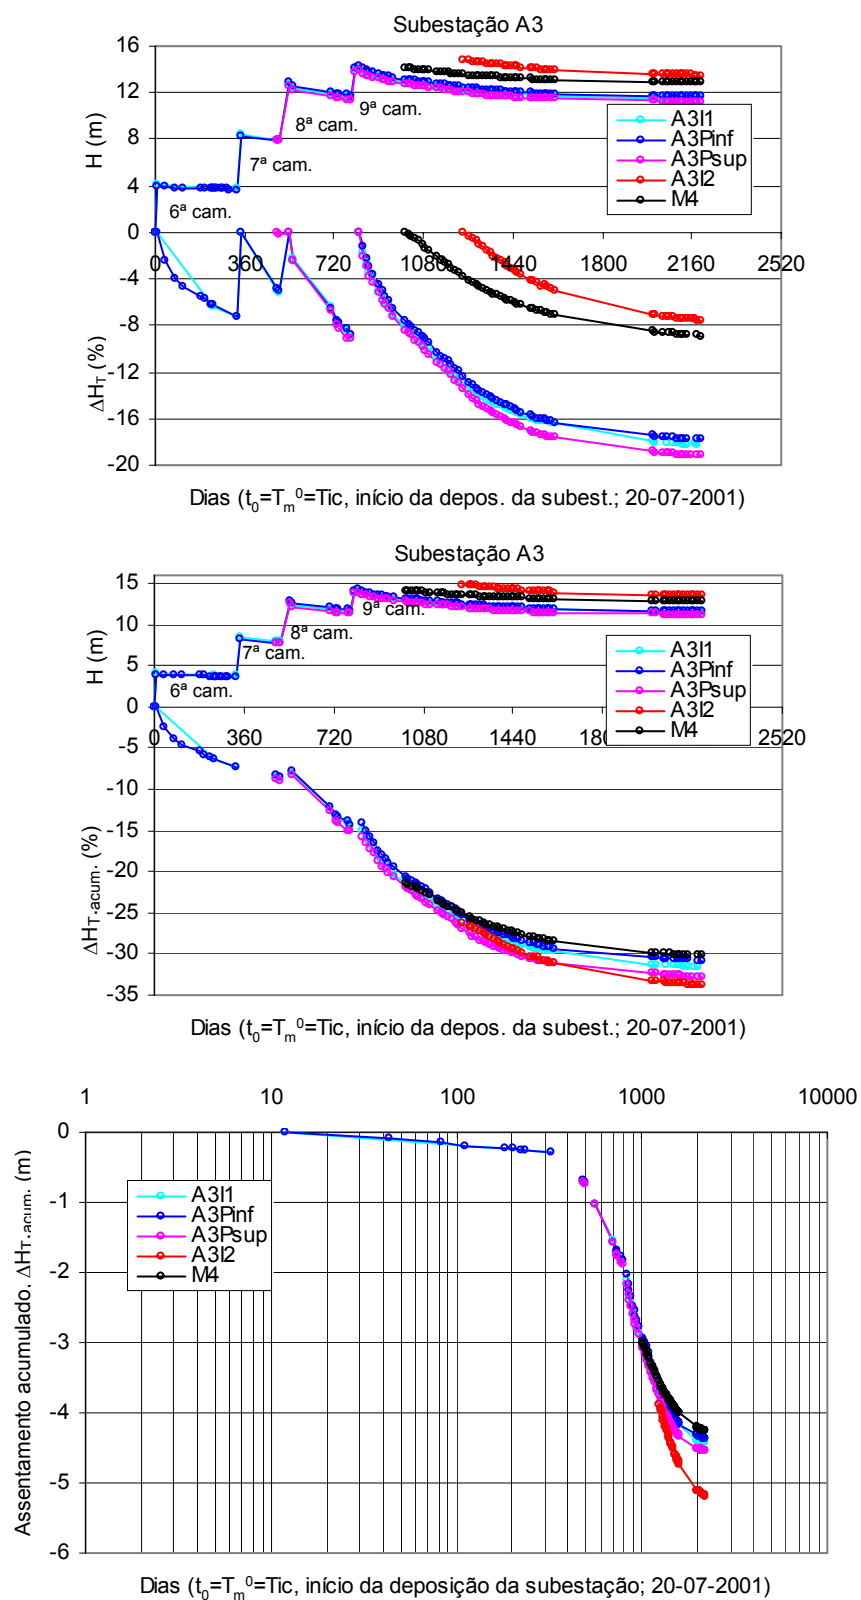 Subestação A3
16
12
8
4
0
-4
-8
-12
-16
-20
H (m)
ΔH_T (%)
9ª cam.
8ª cam.
7ª cam.
6ª cam.
A3I1
A3Pinf
A3Psup
A3I2
M4
0 360 720 1080 1440 1800 2160 2520
Dias (t₀=Tₘ⁰=Tic, início da depos. da subest.; 20-07-2001)
Subestação A3
15
10
5
0
-5
-10
-15
-20
-25
-30
-35
H (m)
ΔH_T-acum. (%)
9ª cam.
8ª cam.
7ª cam.
6ª cam.
A3I1
A3Pinf
A3Psup
A3I2
M4
0 360 720 1080 1440 2520
Dias (t₀=Tₘ⁰=Tic, início da depos. da subest.; 20-07-2001)
1 10 100 1000 10000
0
-1
-2
-3
-4
-5
-6
Assentamento acumulado, ΔH_T-acum. (m)
A3I1
A3Pinf
A3Psup
A3I2
M4
Dias (t₀=Tₘ⁰=Tic, início da deposição da subestação; 20-07-2001)